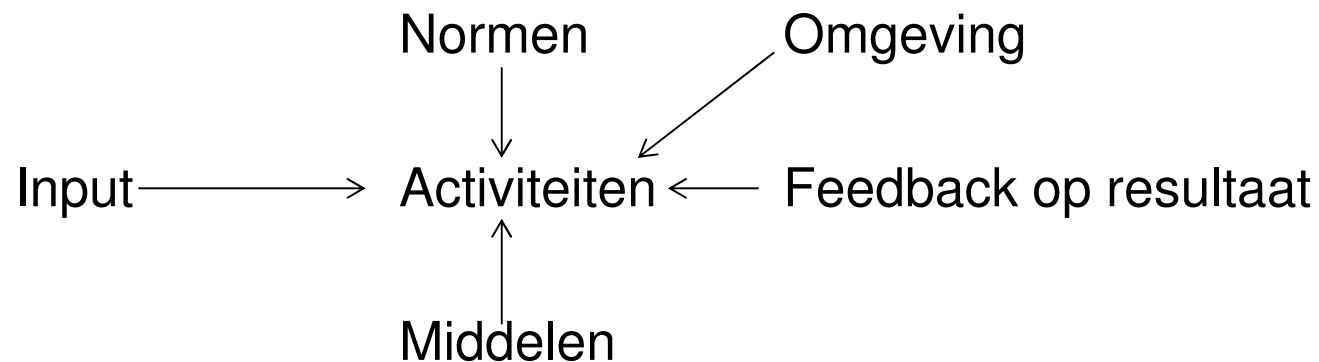 Normen Omgeving
Input Activiteiten Feedback op resultaat
Middelen